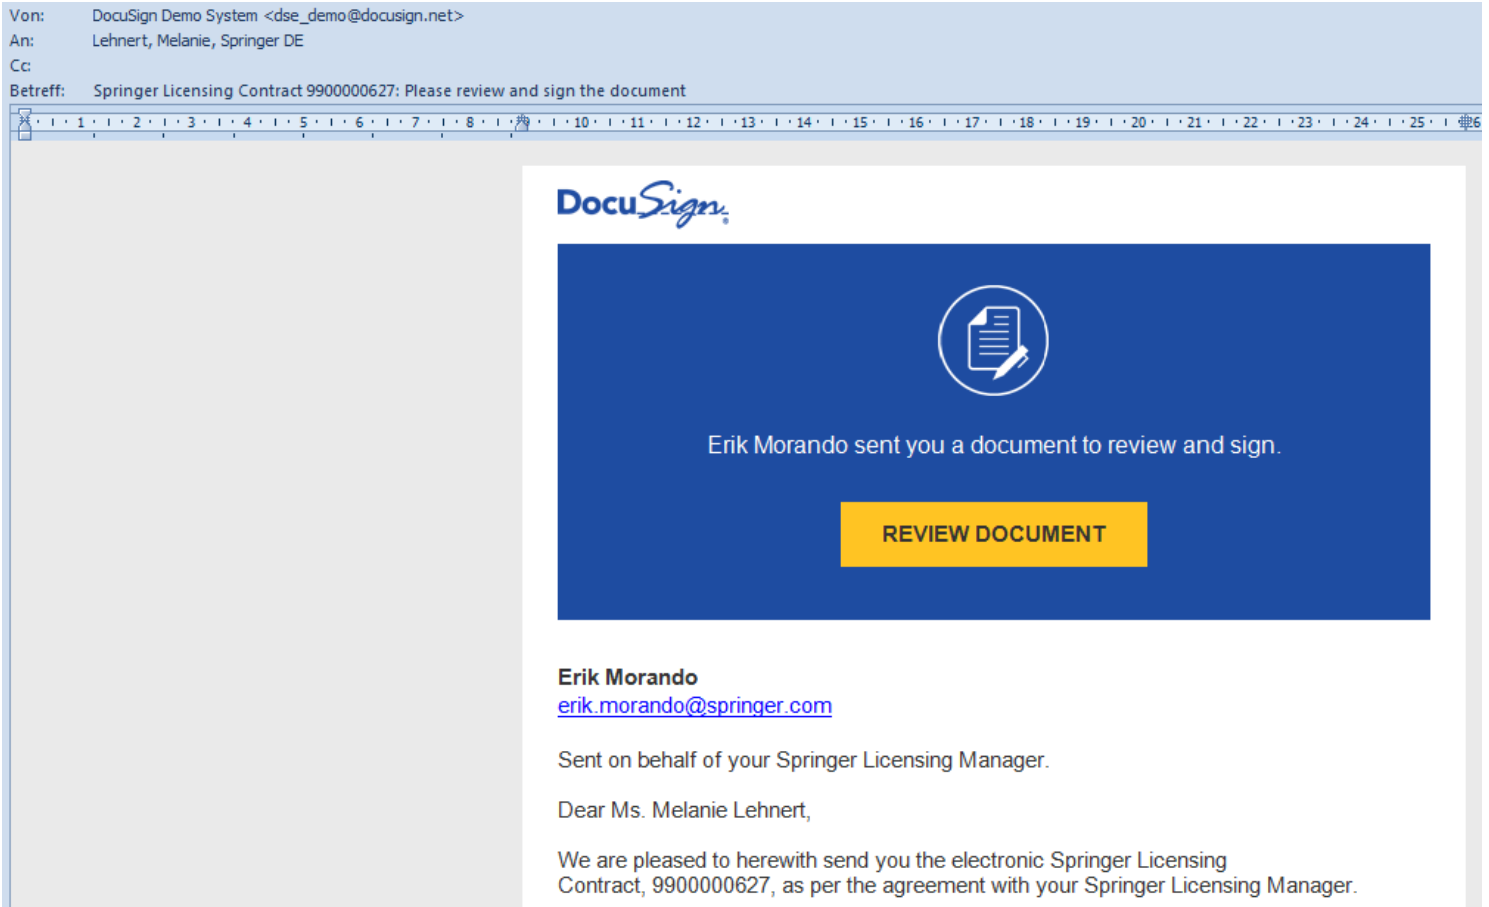 Von: DocuSign Demo System <dse_demo@docusign.net>
An: Lehnert, Melanie, Springer DE
Cc:
Betreff: Springer Licensing Contract 9900000627: Please review and sign the document
1 2 3 4 5 6 7 8 10 11 12 13 14 15 16 17 18 19 20 21 22 23 24 25 26
DocuSign
Erik Morando sent you a document to review and sign.
REVIEW DOCUMENT
Erik Morando
erik.morando@springer.com
Sent on behalf of your Springer Licensing Manager.
Dear Ms. Melanie Lehnert,
We are pleased to herewith send you the electronic Springer Licensing
Contract, 9900000627, as per the agreement with your Springer Licensing Manager.